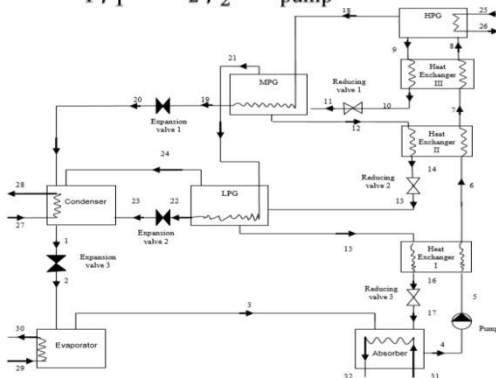 HPG
25
26
18
9
8
21
Heat
Exchanger
III
MPG
Reducing
valve 1
11
10
20
19
7
Expansion
valve 1
12
Heat
Exchanger
II
24
14
28
Reducing
valve 2
6
Condenser
LPG
23
22
13
27
Expansion
valve 2
1
15
Heat
Exchanger
I
Expansion
valve 3
16
2
Reducing
valve 3
5
3
17
Pump
30
Evaporator
4
29
Absorber
32
31